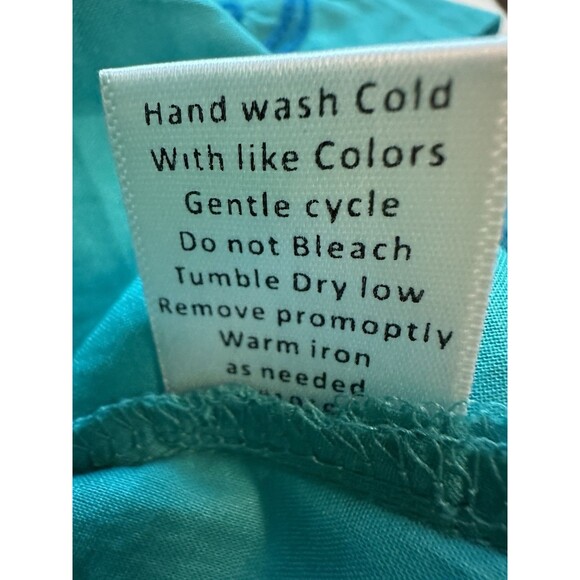 Hand wash Cold
With like Colors
Gentle cycle
Do not Bleach
Tumble Dry low
Remove promoptly
Warm iron
as needed